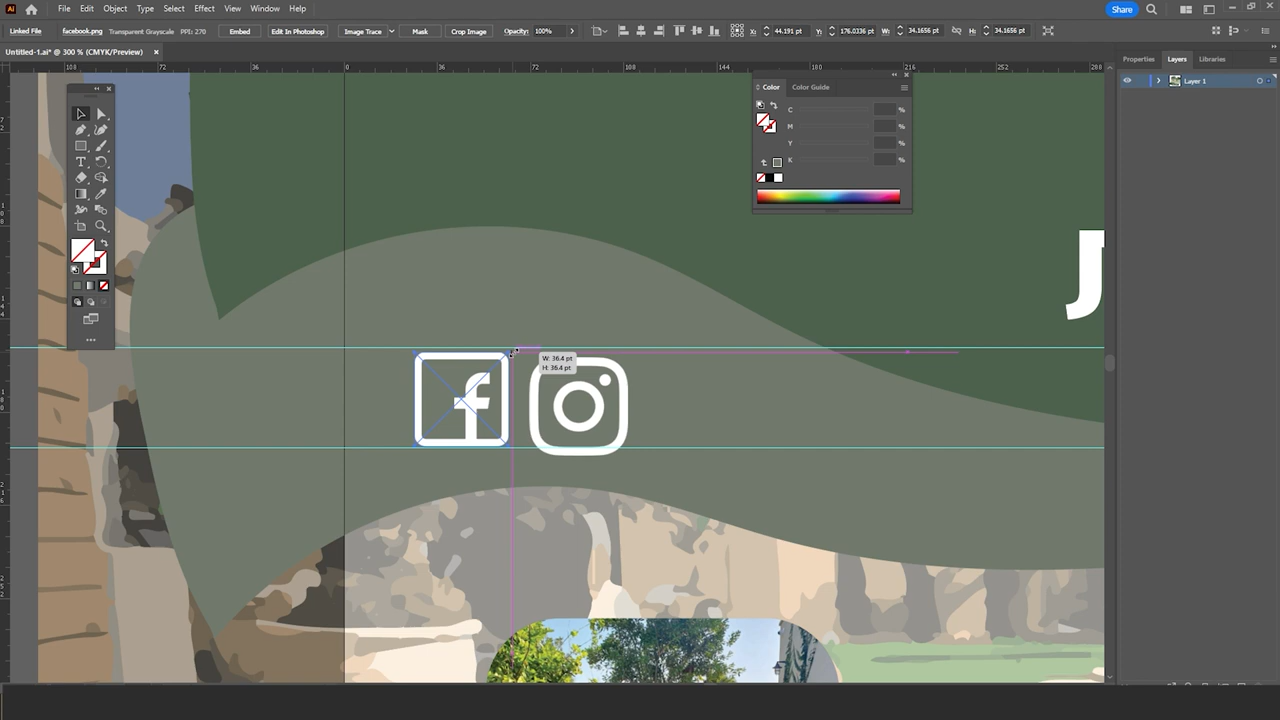 Ai File Edit Object Type Select Effect View Window Help Share
Linked File facebook.png Transparent Grayscale PPI: 270 Embed Edit In Photoshop Image Trace Mask Crop Image Opacity: 100% X: 44.191 pt Y: 176.0336 pt W: 34.1656 pt H: 34.1656 pt
Untitled-1.ai* @ 300 % (CMYK/Preview)
108 72 36 0 36 72 108 144 180 216 252 288
Properties Layers Libraries
Layer 1
Color Color Guide
C %
M %
Y %
K %
T
J
W: 36.4 pt
H: 36.4 pt
f